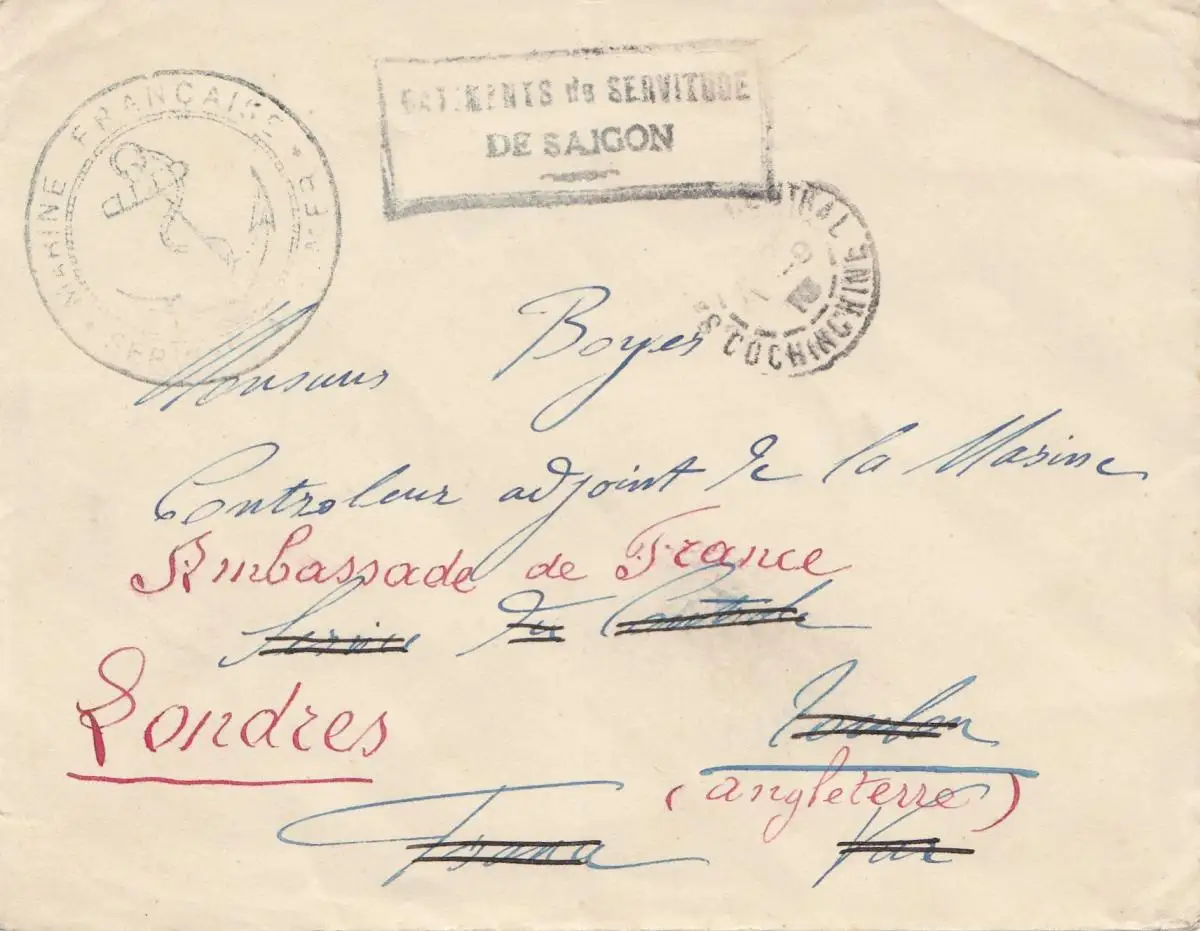 MARINE FRANÇAISE
BATIMENTS de SERVITUDE
DE SAIGON
COCHINCHINE
Monsieur Boyer
Controleur adjoint de la Marine
Ambassade de France
Service du Controle
Londres
Toulon
(angleterre)
France Var